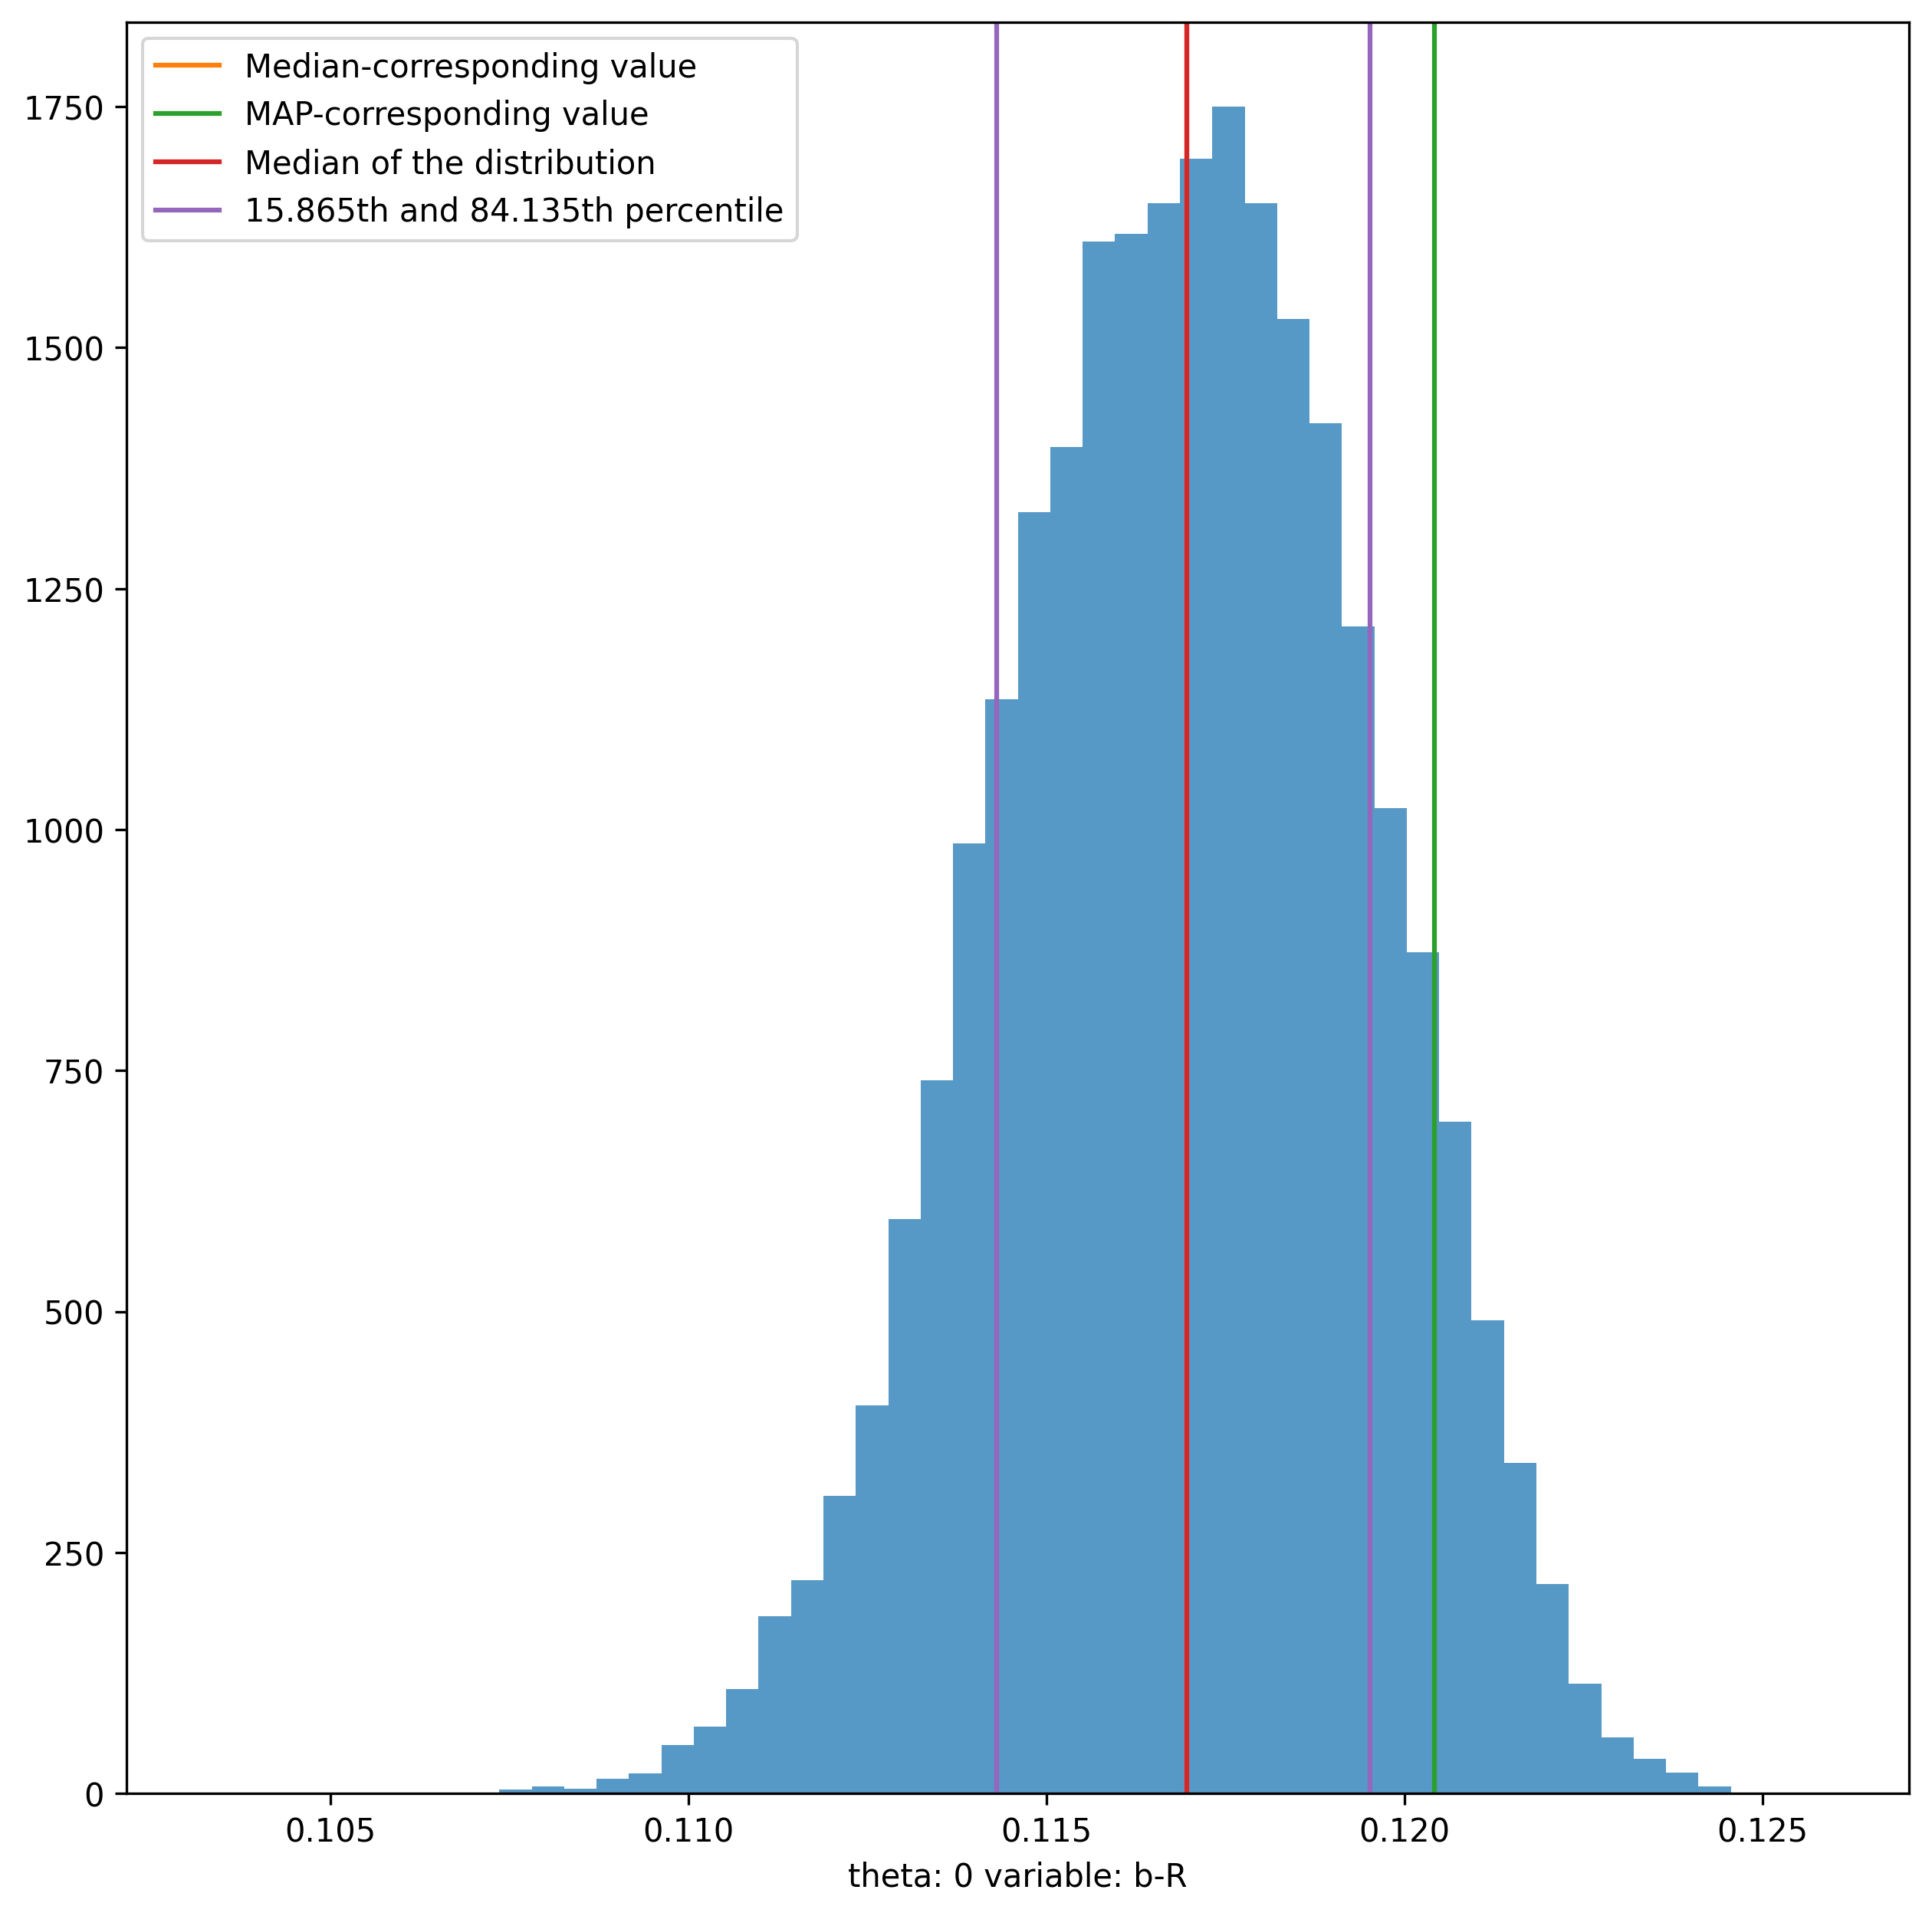 Median-corresponding value
MAP-corresponding value
Median of the distribution
15.865th and 84.135th percentile
1750
1500
1250
1000
750
500
250
0
0.105 0.110 0.115 0.120 0.125
theta: 0 variable: b-R